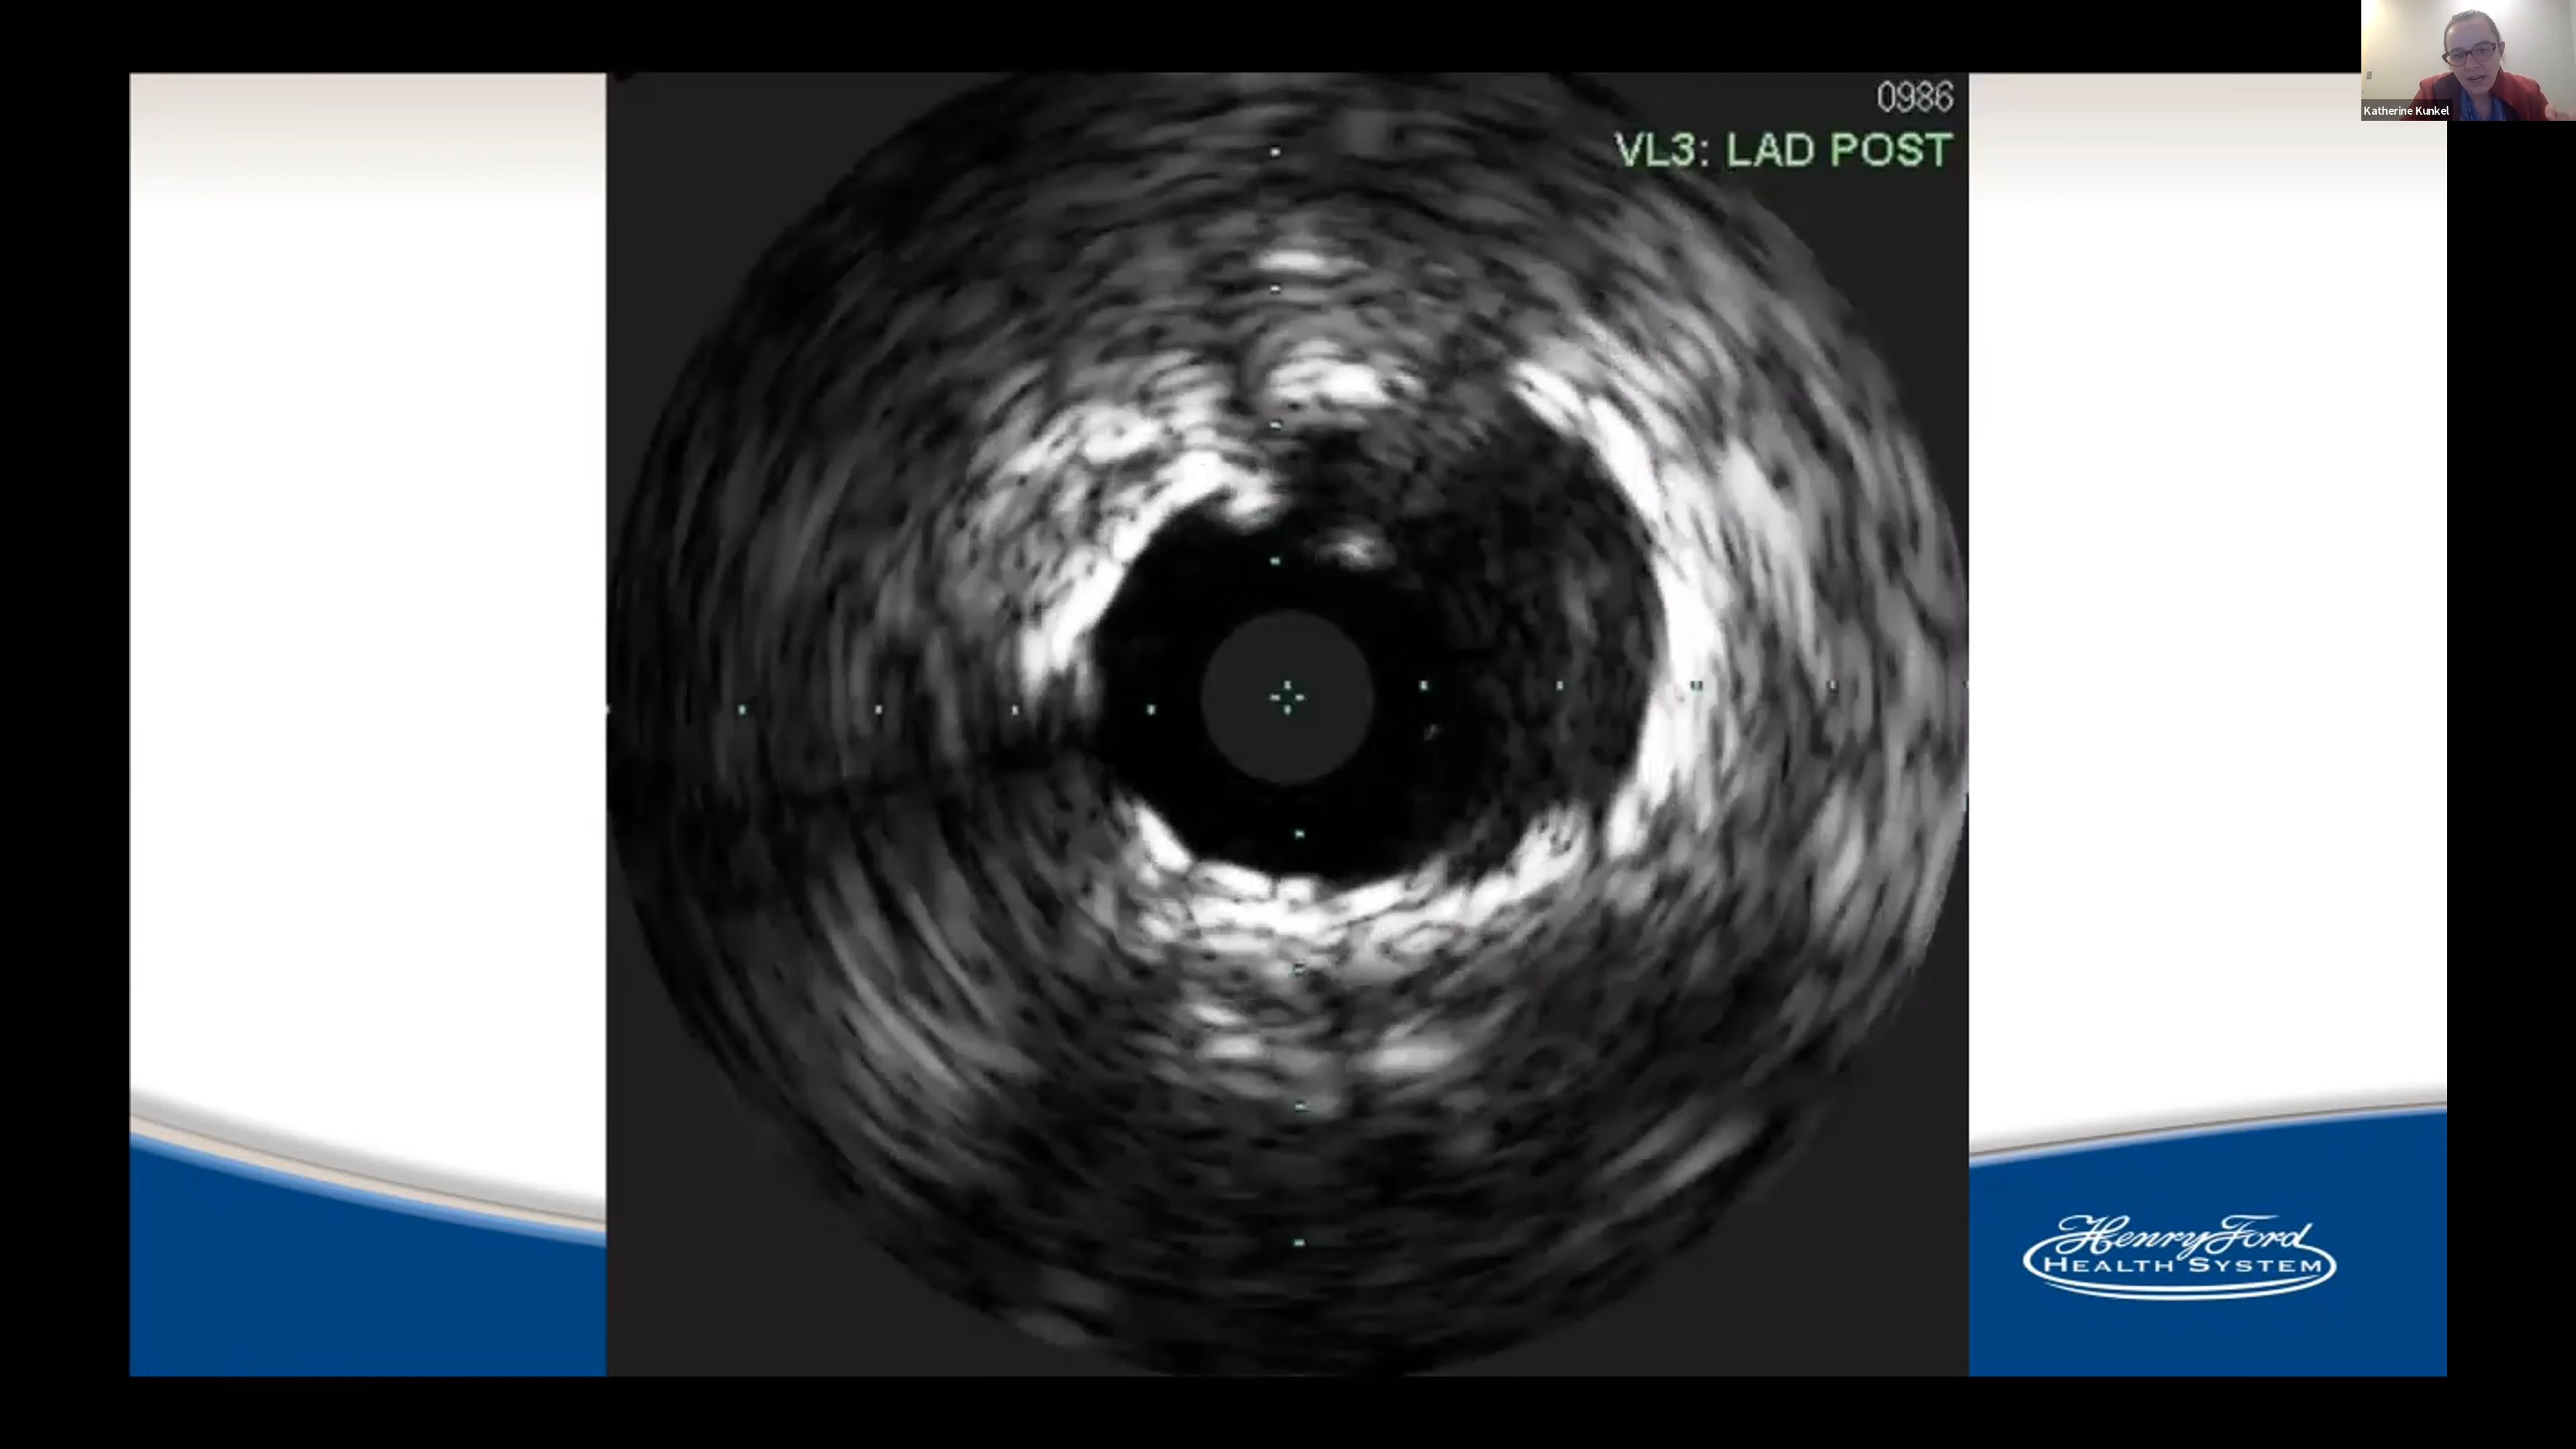 0986
VL3: LAD POST
Katherine Kunkel
Henry Ford
HEALTH SYSTEM